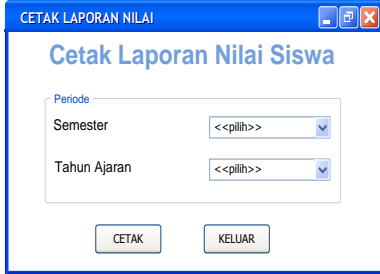 CETAK LAPORAN NILAI
Cetak Laporan Nilai Siswa
Periode
Semester <<pilih>>
Tahun Ajaran <<pilih>>
CETAK KELUAR